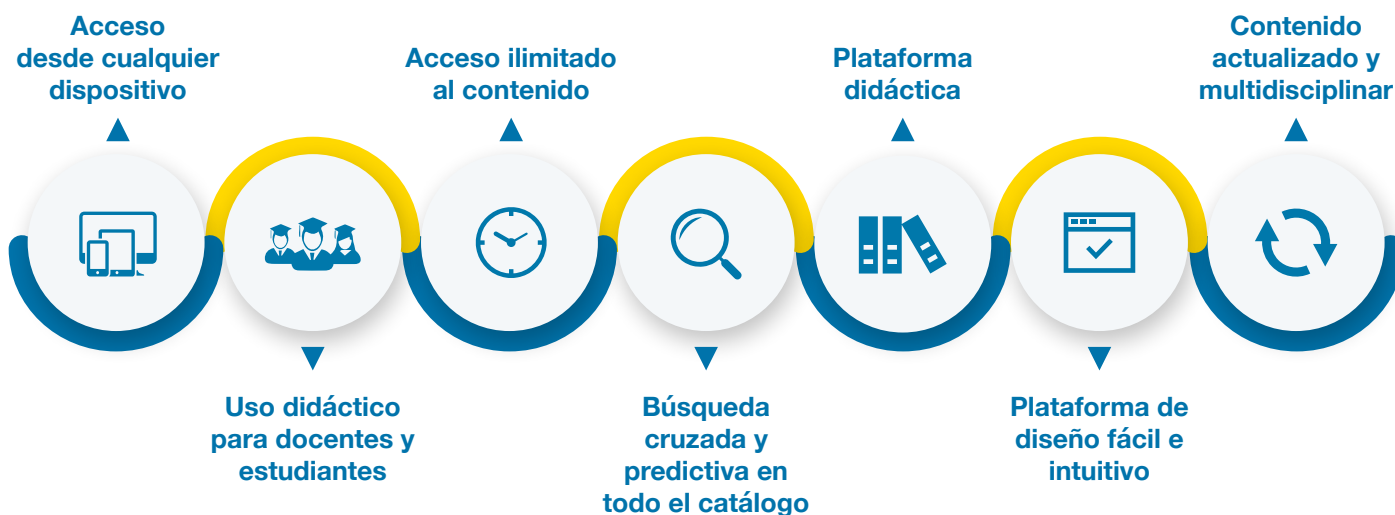 Acceso
desde cualquier
dispositivo
Uso didáctico
para docentes y
estudiantes
Acceso ilimitado
al contenido
Búsqueda
cruzada y
predictiva en
todo el catálogo
Plataforma
didáctica
Plataforma de
diseño fácil e
intuitivo
Contenido
actualizado y
multidisciplinar